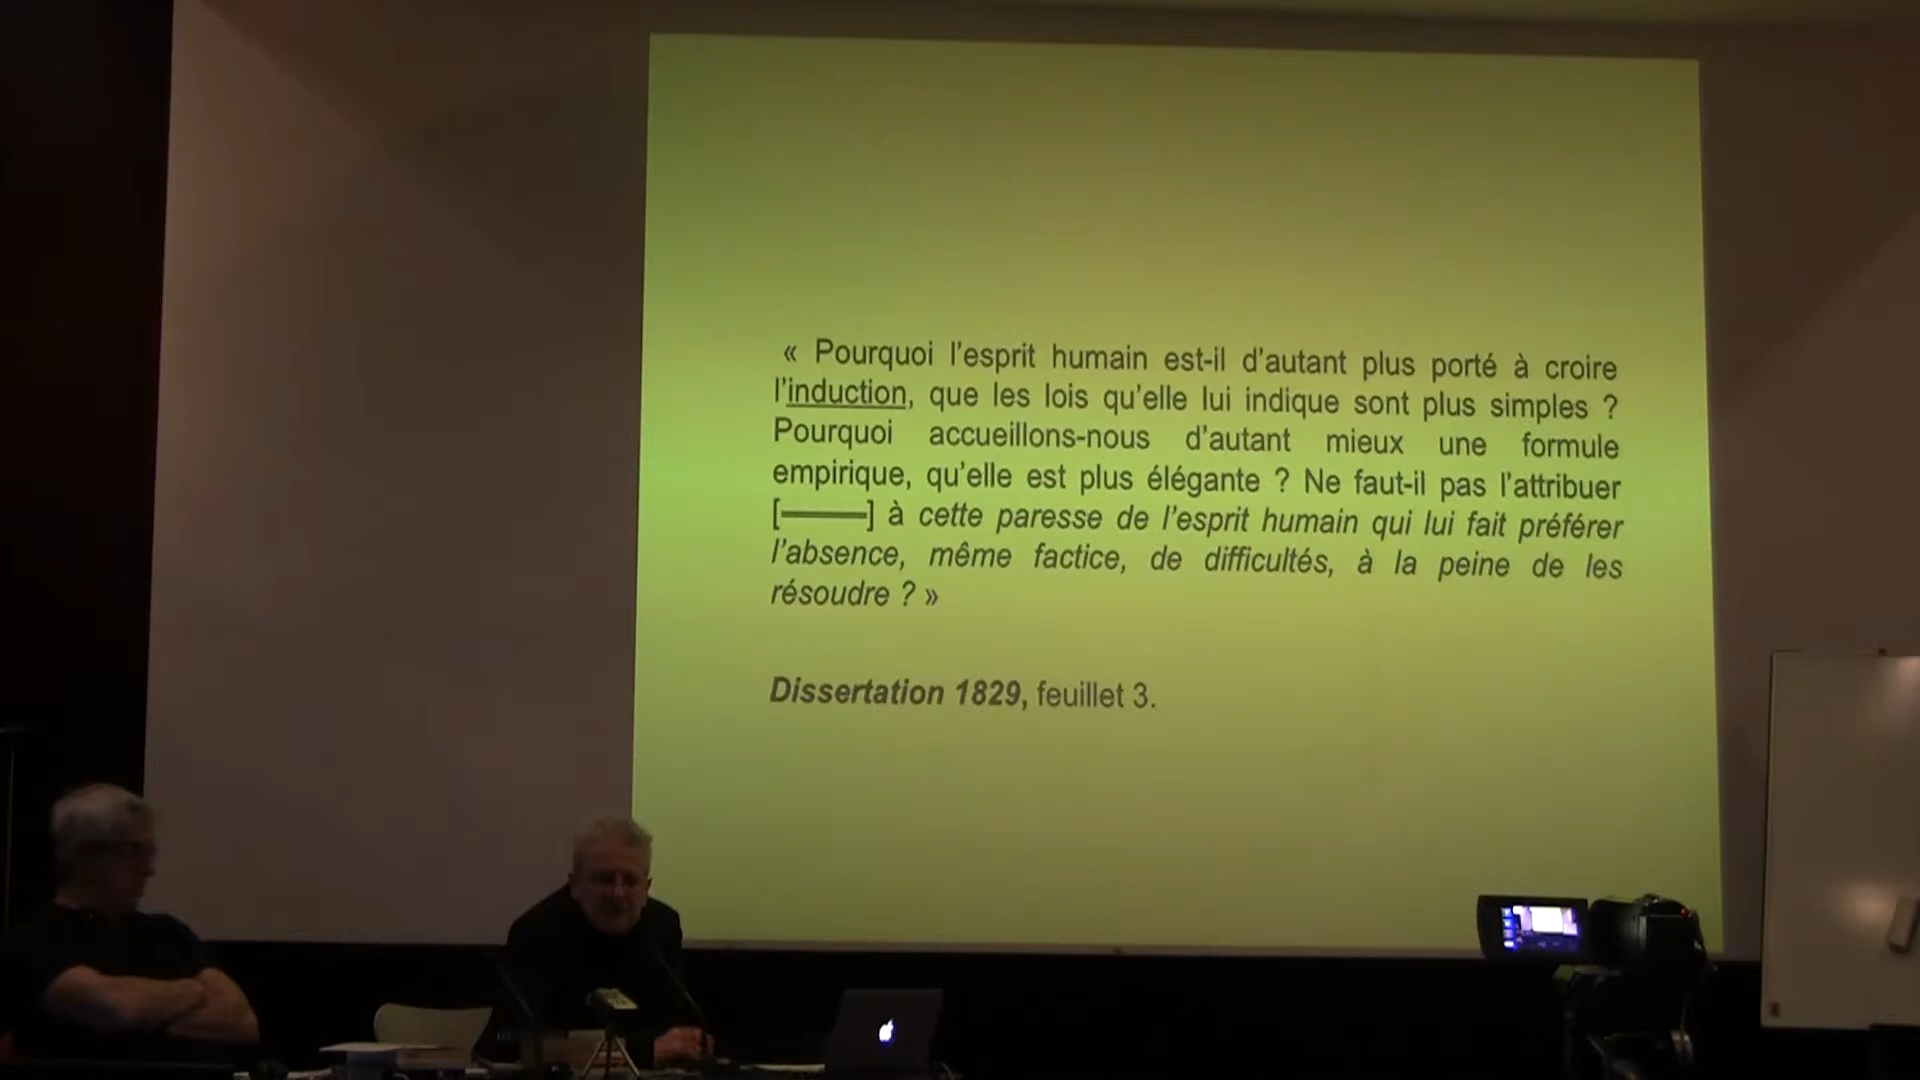 « Pourquoi l’esprit humain est-il d’autant plus porté à croire
l’induction, que les lois qu’elle lui indique sont plus simples ?
Pourquoi accueillons-nous d’autant mieux une formule
empirique, qu’elle est plus élégante ? Ne faut-il pas l’attribuer
[———] à cette paresse de l’esprit humain qui lui fait préférer
l’absence, même factice, de difficultés, à la peine de les
résoudre ? »
Dissertation 1829, feuillet 3.